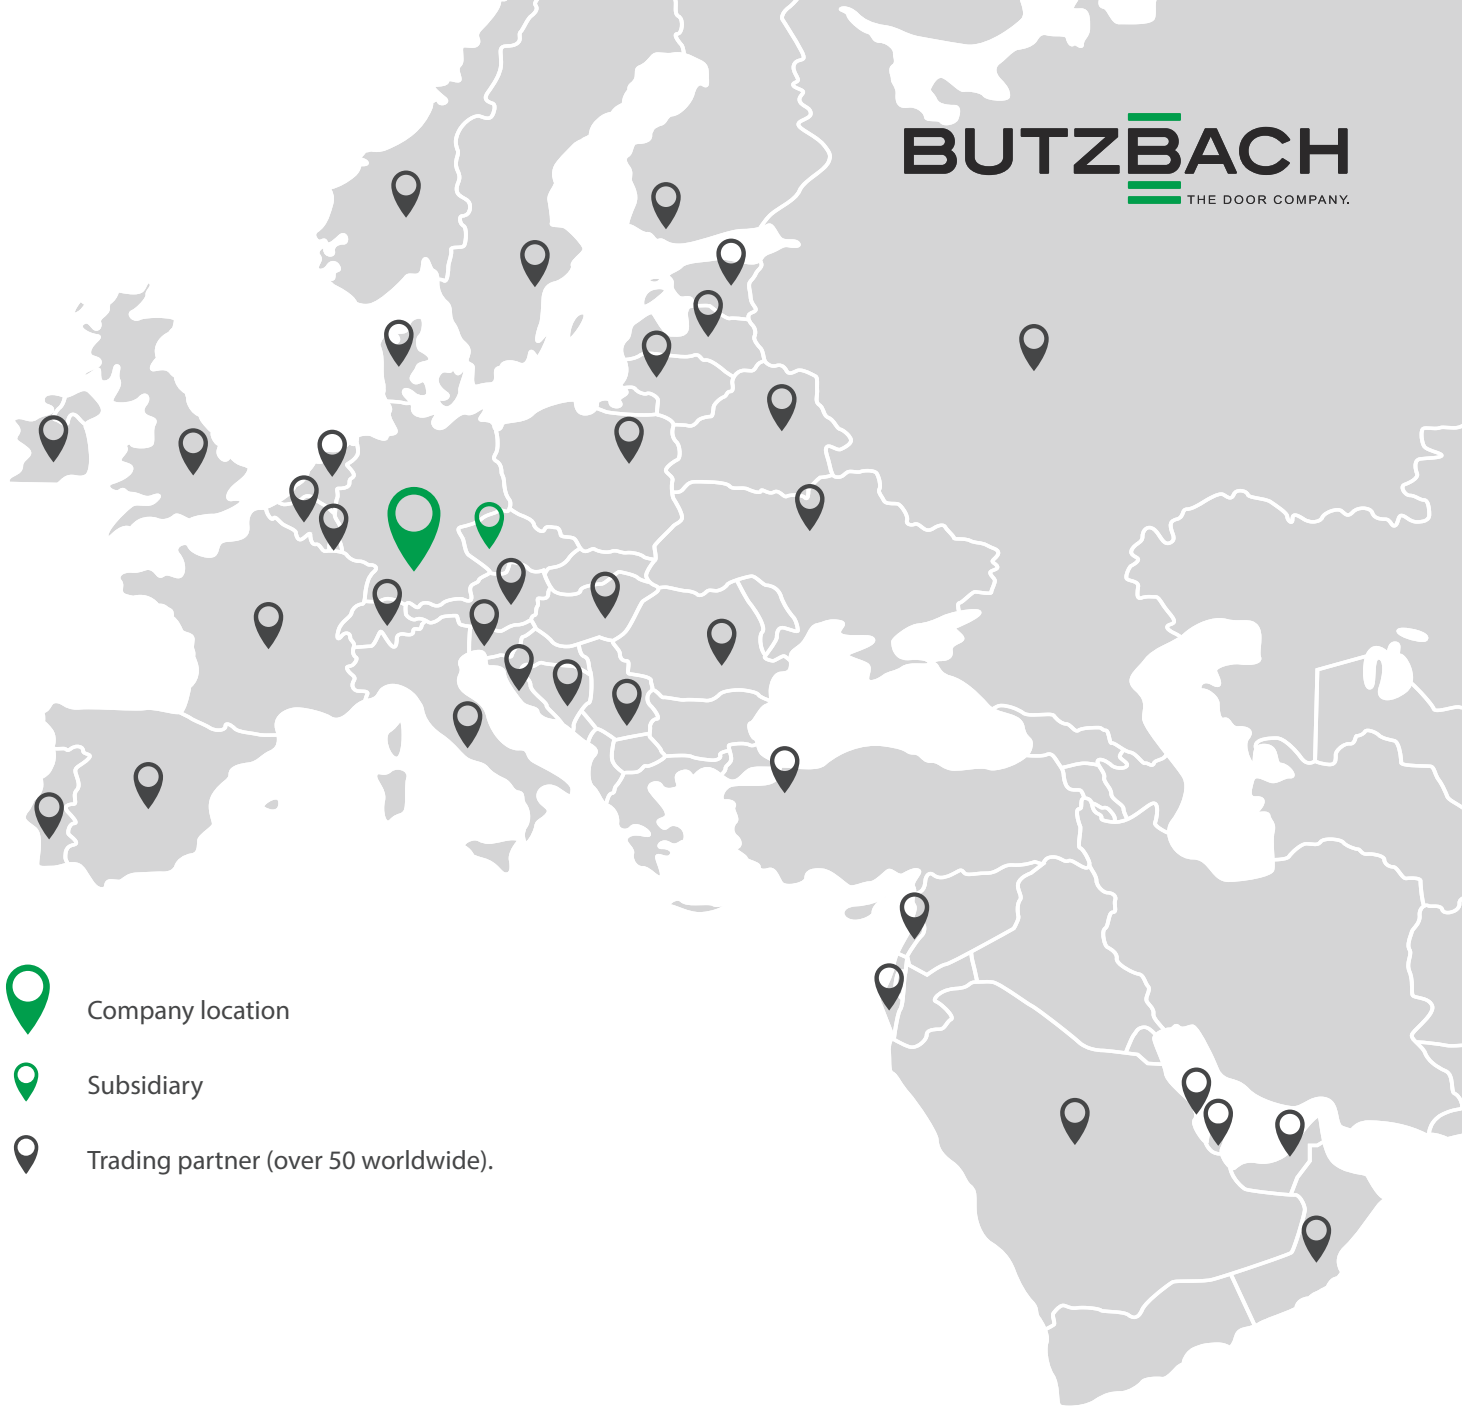 BUTZBACH
THE DOOR COMPANY.
Company location
Subsidiary
Trading partner (over 50 worldwide).